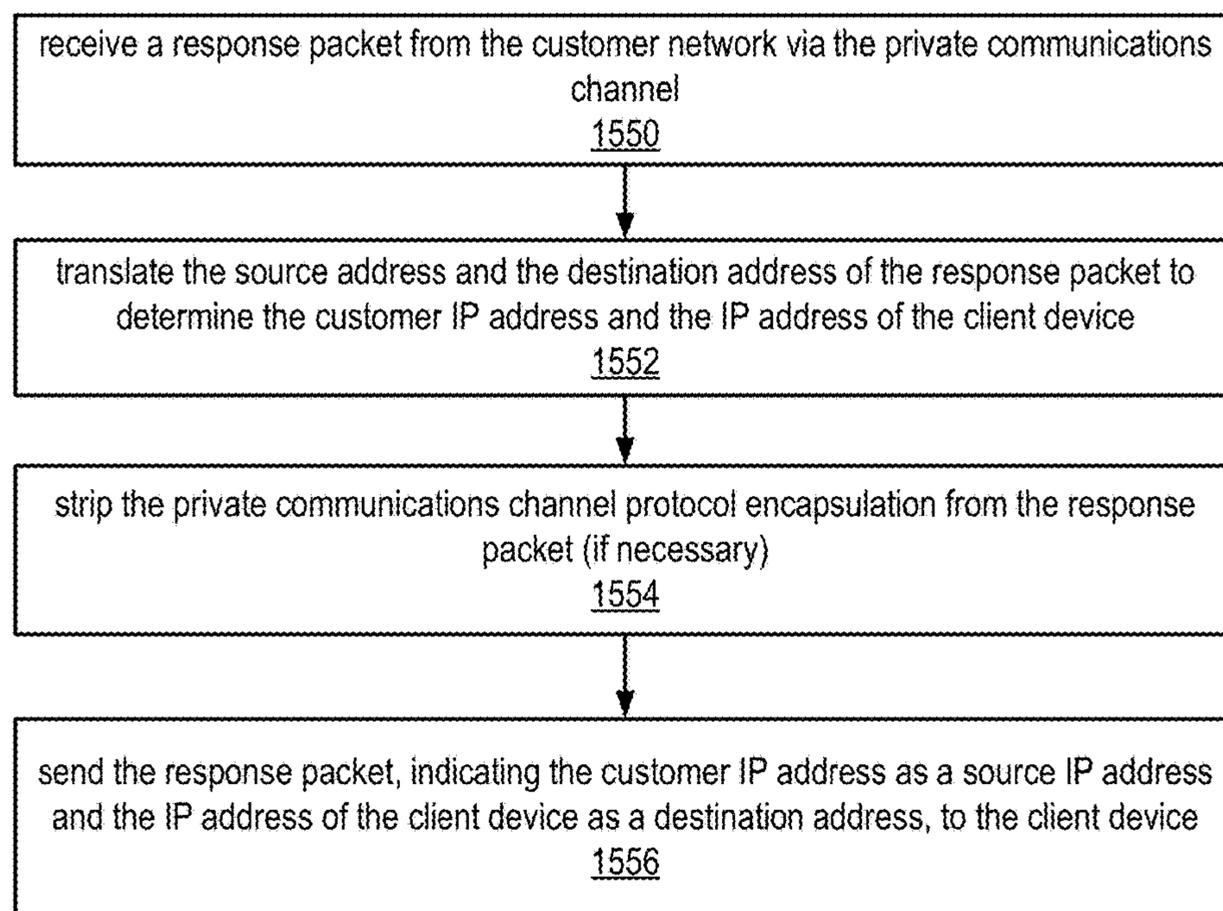 receive a response packet from the customer network via the private communications
channel
1550
translate the source address and the destination address of the response packet to
determine the customer IP address and the IP address of the client device
1552
strip the private communications channel protocol encapsulation from the response
packet (if necessary)
1554
send the response packet, indicating the customer IP address as a source IP address
and the IP address of the client device as a destination address, to the client device
1556